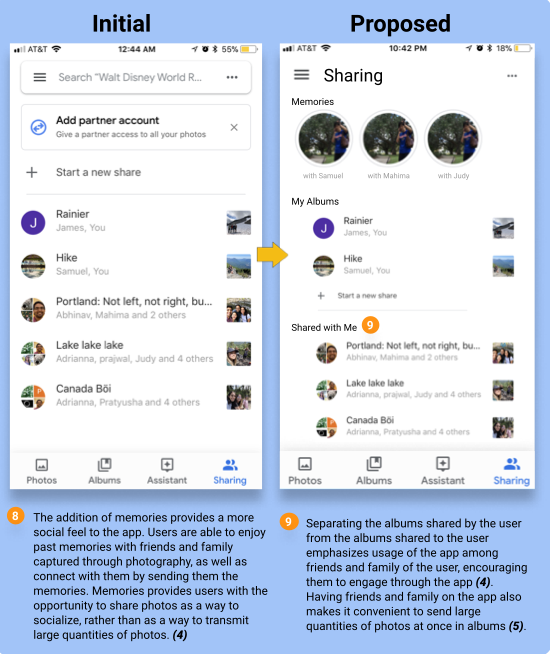 Initial
Proposed
AT&T 12:44 AM 55%
Search “Walt Disney World R...
Add partner account
Give a partner access to all your photos
Start a new share
Rainier
James, You
Hike
Samuel, You
Portland: Not left, not right, bu...
Abhinav, Mahima and 2 others
Lake lake lake
Adrianna, prajwal, Judy and 4 others
Canada Böi
Adrianna, Pratyusha and 4 others
Photos Albums Assistant Sharing
AT&T 10:42 PM 18%
Sharing
Memories
with Samuel with Mahima with Judy
My Albums
J Rainier
James, You
Hike
Samuel, You
Start a new share
Shared with Me 9
Portland: Not left, not right, bu...
Abhinav, Mahima and 2 others
Lake lake lake
Adrianna, prajwal, Judy and 4 others
Canada Böi
Adrianna, Pratyusha and 4 others
Photos Albums Assistant Sharing
8 The addition of memories provides a more
social feel to the app. Users are able to enjoy
past memories with friends and family
captured through photography, as well as
connect with them by sending them the
memories. Memories provides users with the
opportunity to share photos as a way to
socialize, rather than as a way to transmit
large quantities of photos. (4)
9 Separating the albums shared by the user
from the albums shared to the user
emphasizes usage of the app among
friends and family of the user, encouraging
them to engage through the app (4).
Having friends and family on the app also
makes it convenient to send large
quantities of photos at once in albums (5).